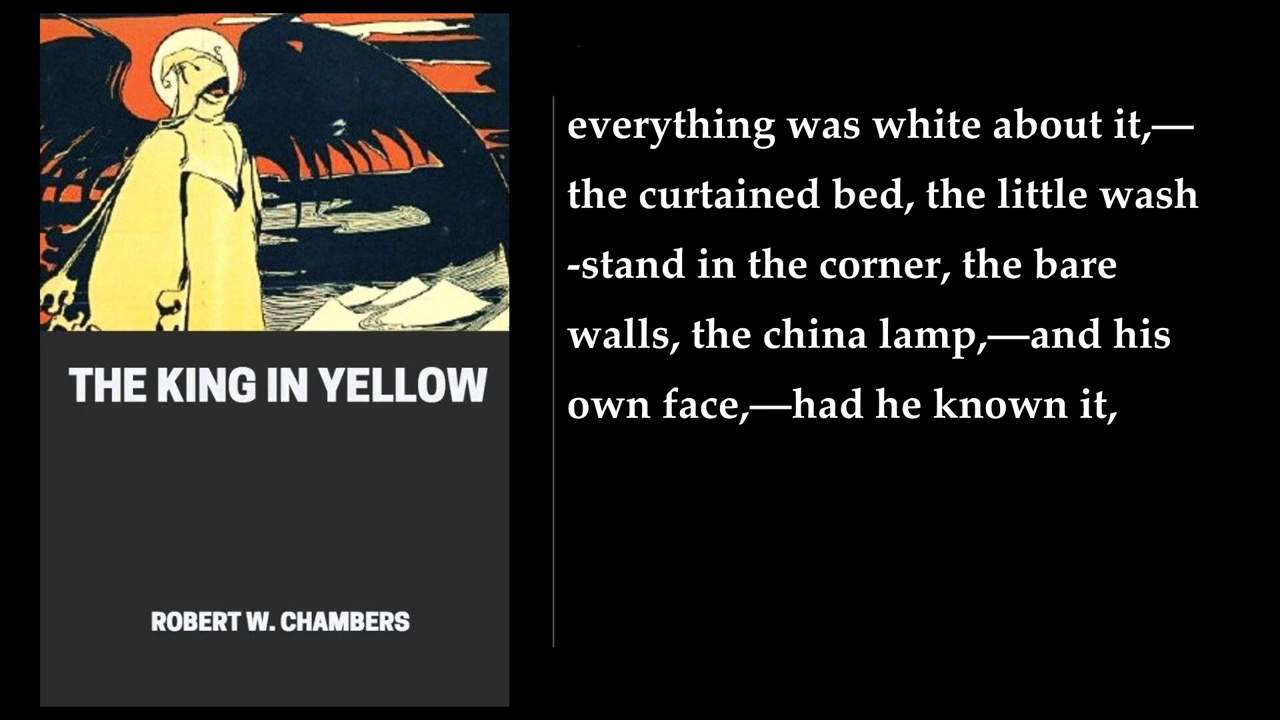 THE KING IN YELLOW
ROBERT W. CHAMBERS
everything was white about it,—
the curtained bed, the little wash
-stand in the corner, the bare
walls, the china lamp,—and his
own face,—had he known it,